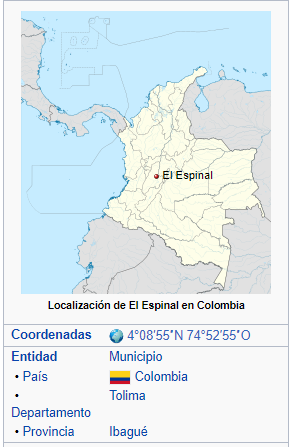 El Espinal
Localización de El Espinal en Colombia
Coordenadas 4°08′55″N 74°52′55″O
Entidad Municipio
• País Colombia
• Tolima
Departamento
• Provincia Ibagué